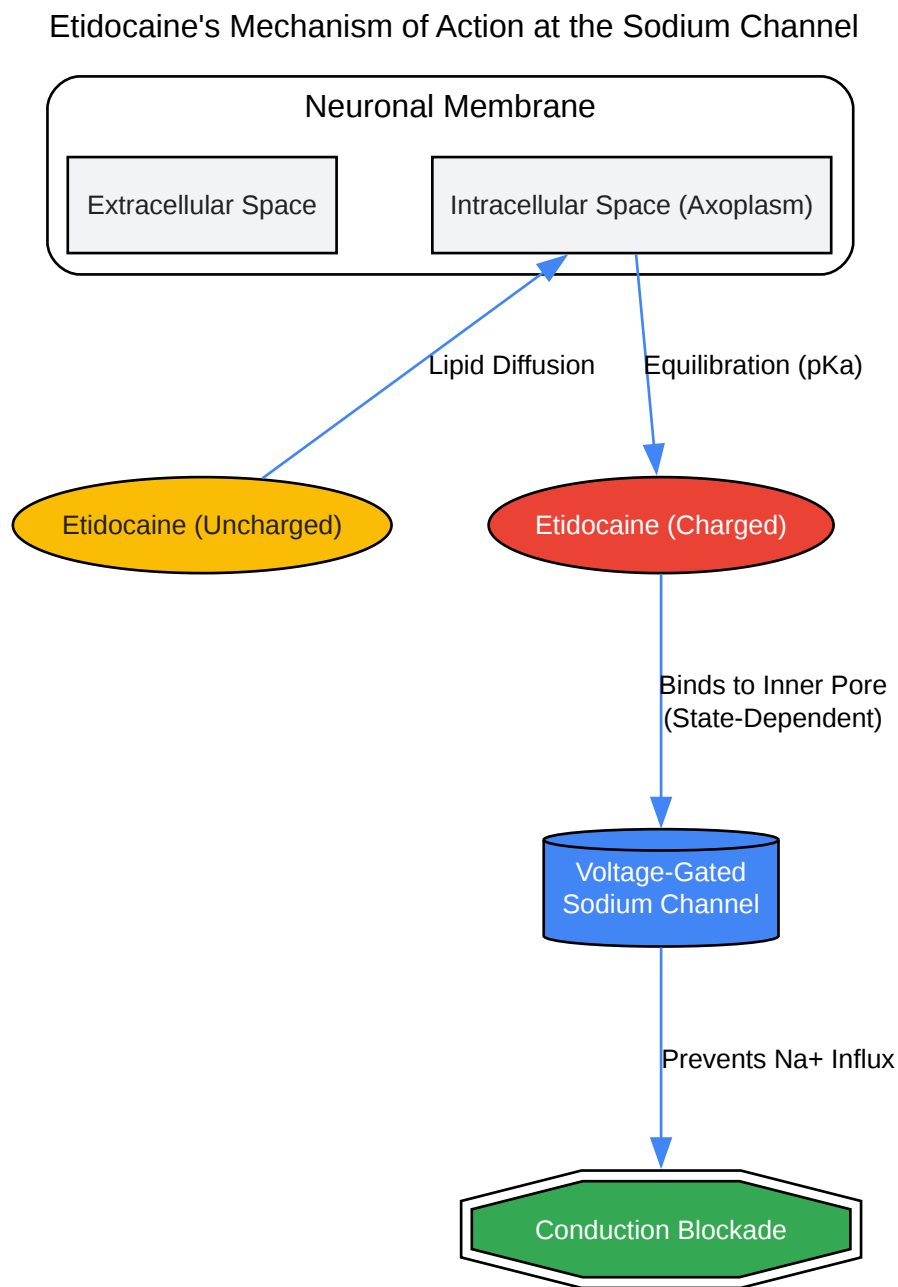 Etidocaine's Mechanism of Action at the Sodium Channel
Neuronal Membrane
Extracellular Space
Intracellular Space (Axoplasm)
Lipid Diffusion
Equilibration (pKa)
Etidocaine (Uncharged)
Etidocaine (Charged)
Binds to Inner Pore
(State-Dependent)
Voltage-Gated
Sodium Channel
Prevents Na+ Influx
Conduction Blockade